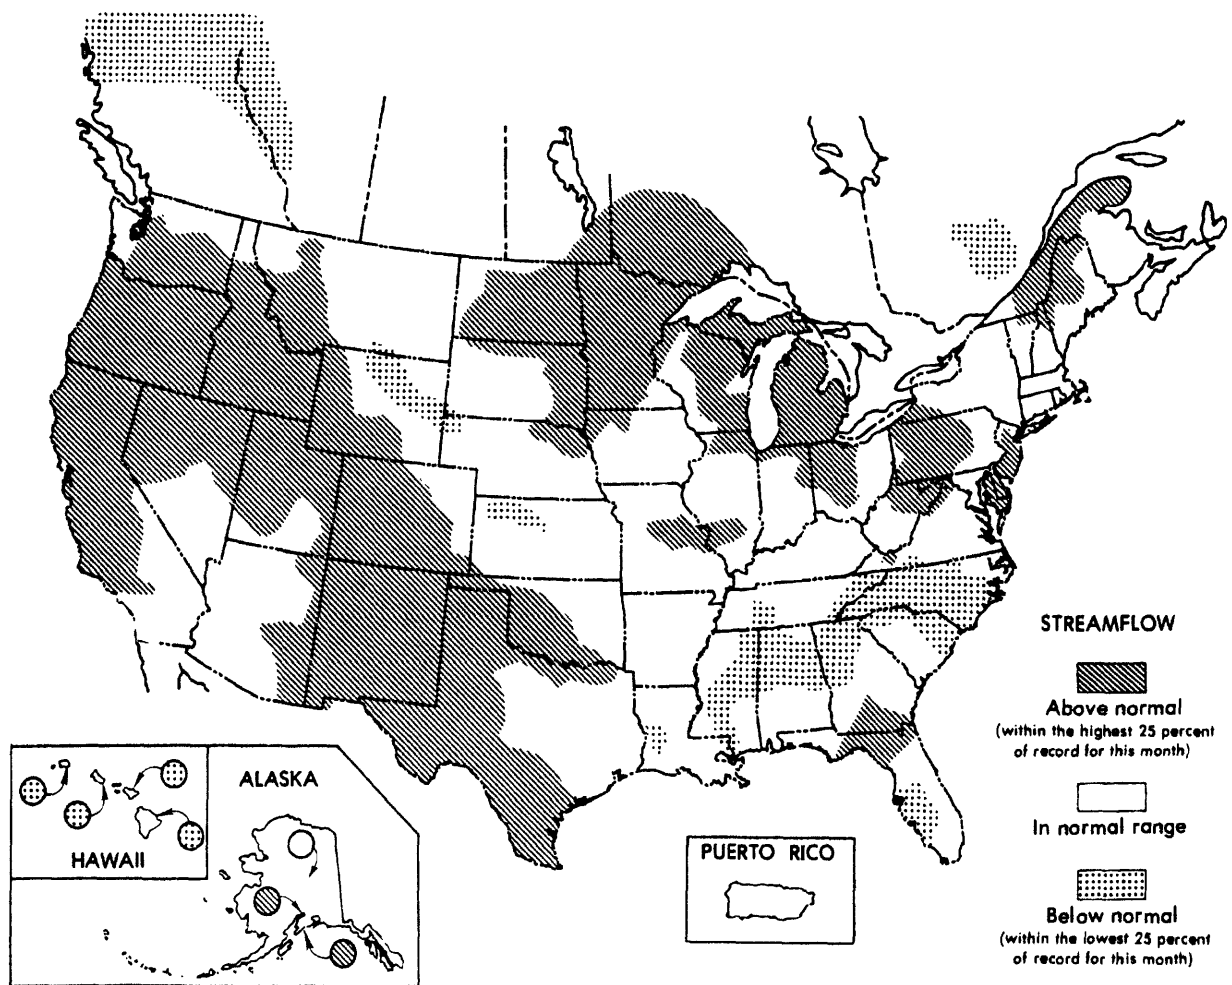 STREAMFLOW
Above normal
(within the highest 25 percent
of record for this month)
In normal range
Below normal
(within the lowest 25 percent
of record for this month)
HAWAII
ALASKA
PUERTO RICO